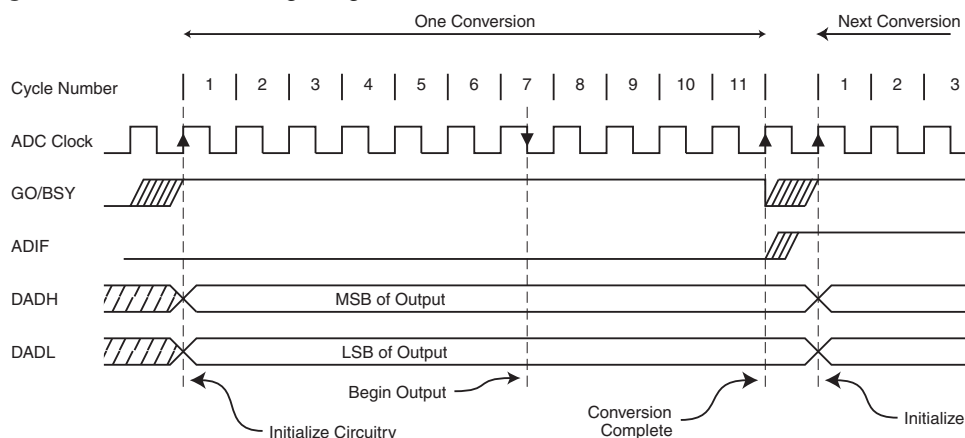 One Conversion
Next Conversion
Cycle Number 1 2 3 4 5 6 7 8 9 10 11 1 2 3
ADC Clock
GO/BSY
ADIF
DADH MSB of Output
DADL LSB of Output
Begin Output
Conversion
Complete
Initialize
Initialize Circuitry